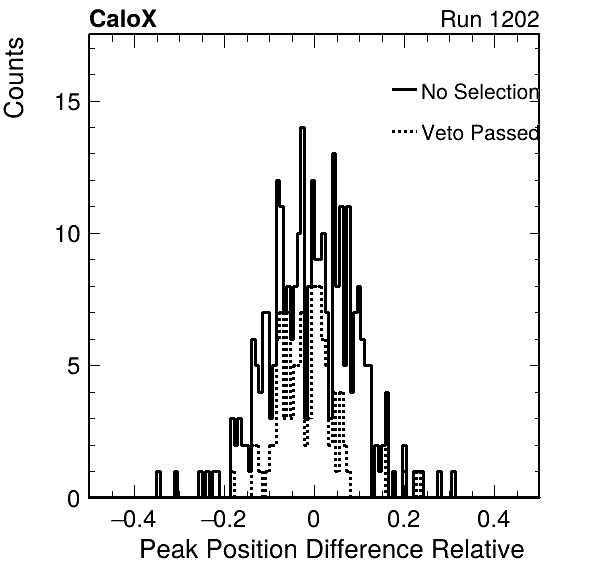 CaloX Run 1202
Counts
No Selection
Veto Passed
15
10
5
0
−0.4 −0.2 0 0.2 0.4
Peak Position Difference Relative